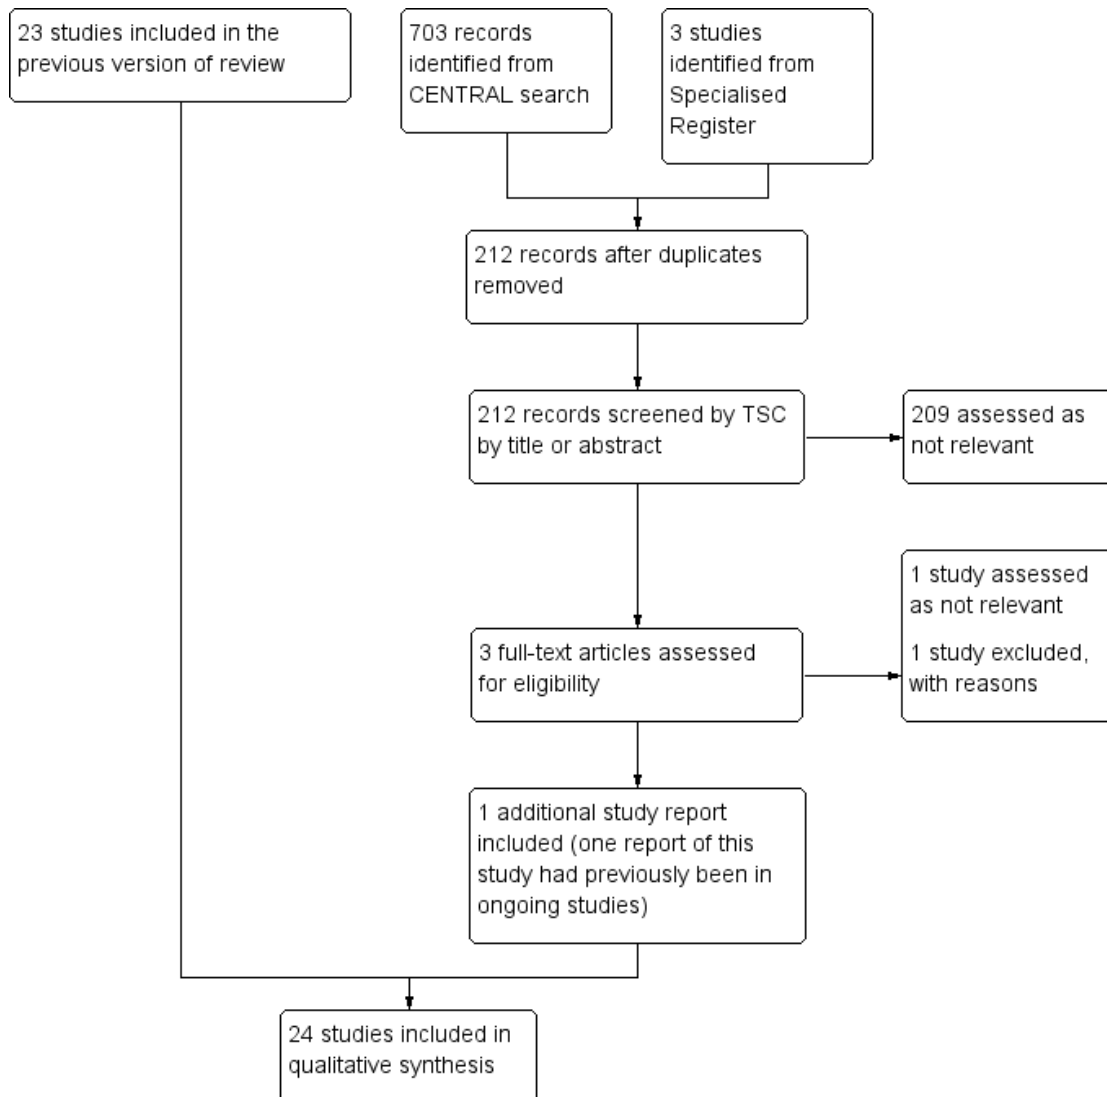 23 studies included in the
previous version of review
703 records
identified from
CENTRAL search
3 studies
identified from
Specialised
Register
212 records after duplicates
removed
212 records screened by TSC
by title or abstract
209 assessed as
not relevant
3 full-text articles assessed
for eligibility
1 study assessed
as not relevant
1 study excluded,
with reasons
1 additional study report
included (one report of this
study had previously been in
ongoing studies)
24 studies included in
qualitative synthesis